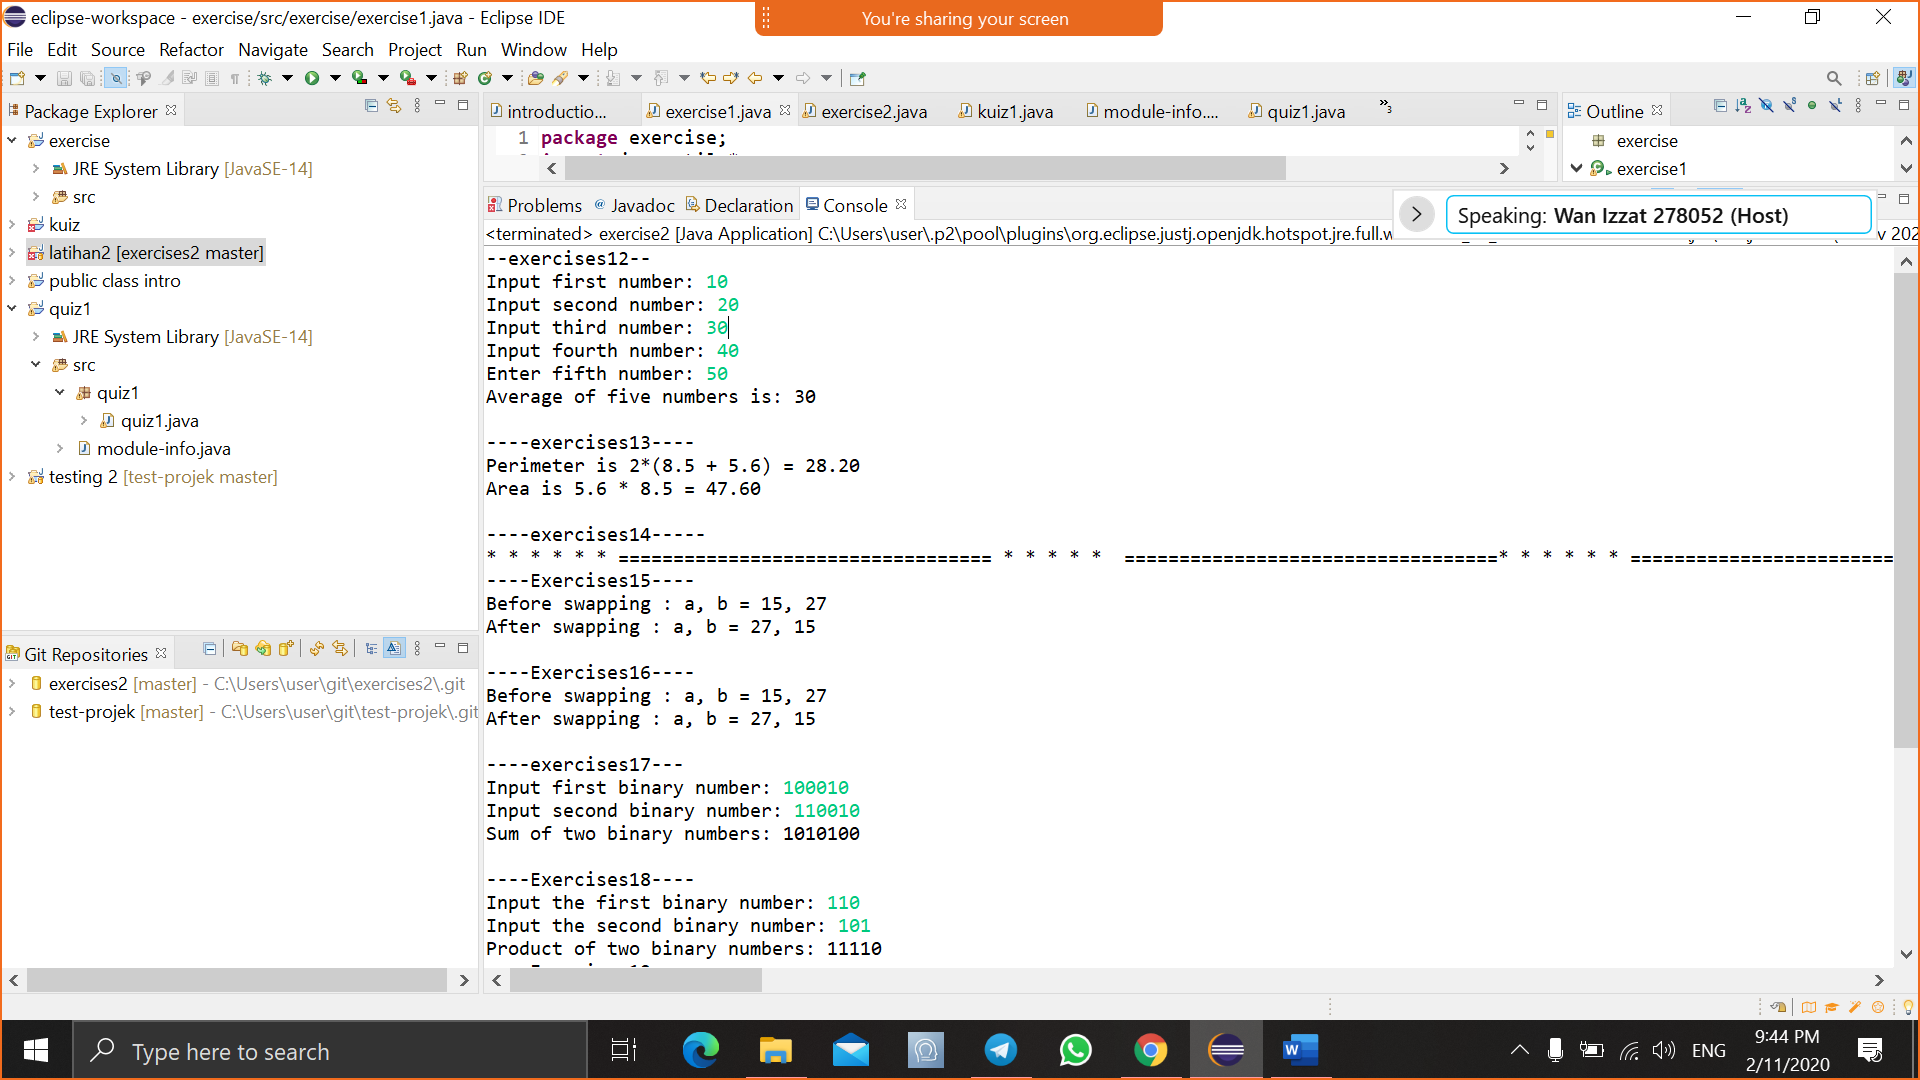 eclipse-workspace - exercise/src/exercise/exercise1.java - Eclipse IDE
You're sharing your screen
File Edit Source Refactor Navigate Search Project Run Window Help
Package Explorer
exercise
JRE System Library [JavaSE-14]
src
kuiz
latihan2 [exercises2 master]
public class intro
quiz1
JRE System Library [JavaSE-14]
src
quiz1
quiz1.java
module-info.java
testing 2 [test-projek master]
Git Repositories
exercises2 [master] - C:\Users\user\git\exercises2\.git
test-projek [master] - C:\Users\user\git\test-projek\.git
introductio... exercise1.java exercise2.java kuiz1.java module-info.... quiz1.java »3
1 package exercise;
Outline
exercise
exercise1
Speaking: Wan Izzat 278052 (Host)
Problems Javadoc Declaration Console
<terminated> exercise2 [Java Application] C:\Users\user\.p2\pool\plugins\org.eclipse.justj.openjdk.hotspot.jre.full.w
--exercises12--
Input first number: 10
Input second number: 20
Input third number: 30
Input fourth number: 40
Enter fifth number: 50
Average of five numbers is: 30
----exercises13----
Perimeter is 2*(8.5 + 5.6) = 28.20
Area is 5.6 * 8.5 = 47.60
----exercises14-----
* * * * * * ================================== * * * * *  ==================================* * * * * * ========================
----Exercises15----
Before swapping : a, b = 15, 27
After swapping : a, b = 27, 15
----Exercises16----
Before swapping : a, b = 15, 27
After swapping : a, b = 27, 15
----exercises17---
Input first binary number: 100010
Input second binary number: 110010
Sum of two binary numbers: 1010100
----Exercises18----
Input the first binary number: 110
Input the second binary number: 101
Product of two binary numbers: 11110
Type here to search
ENG
9:44 PM
2/11/2020